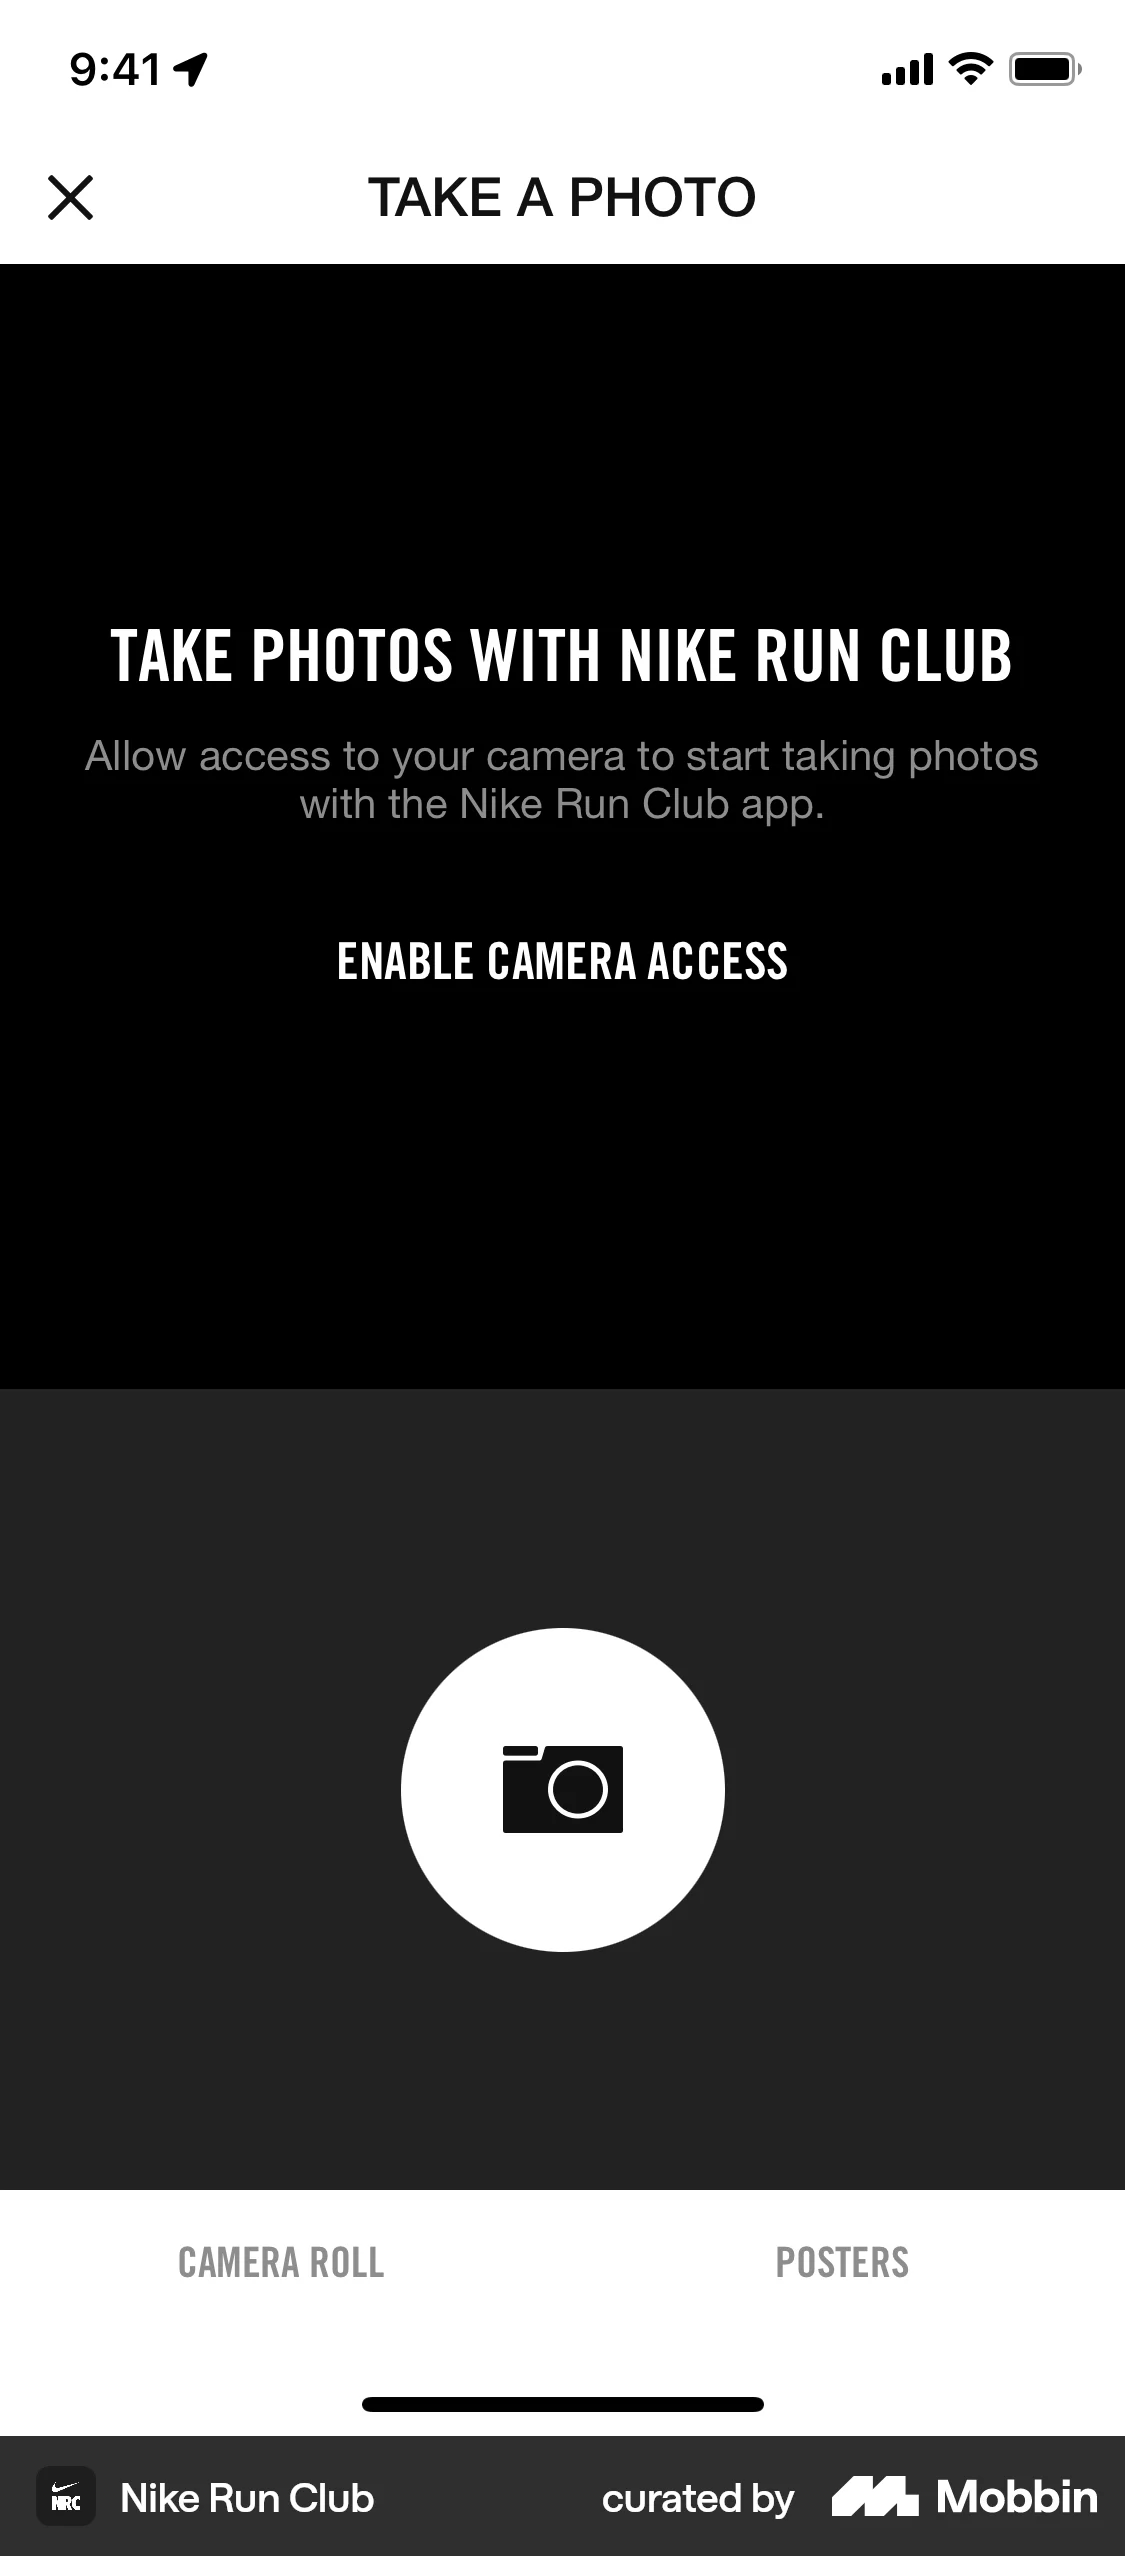 9:41
TAKE A PHOTO
TAKE PHOTOS WITH NIKE RUN CLUB
Allow access to your camera to start taking photos
with the Nike Run Club app.
ENABLE CAMERA ACCESS
CAMERA ROLL
POSTERS
NRC
Nike Run Club
curated by
Mobbin